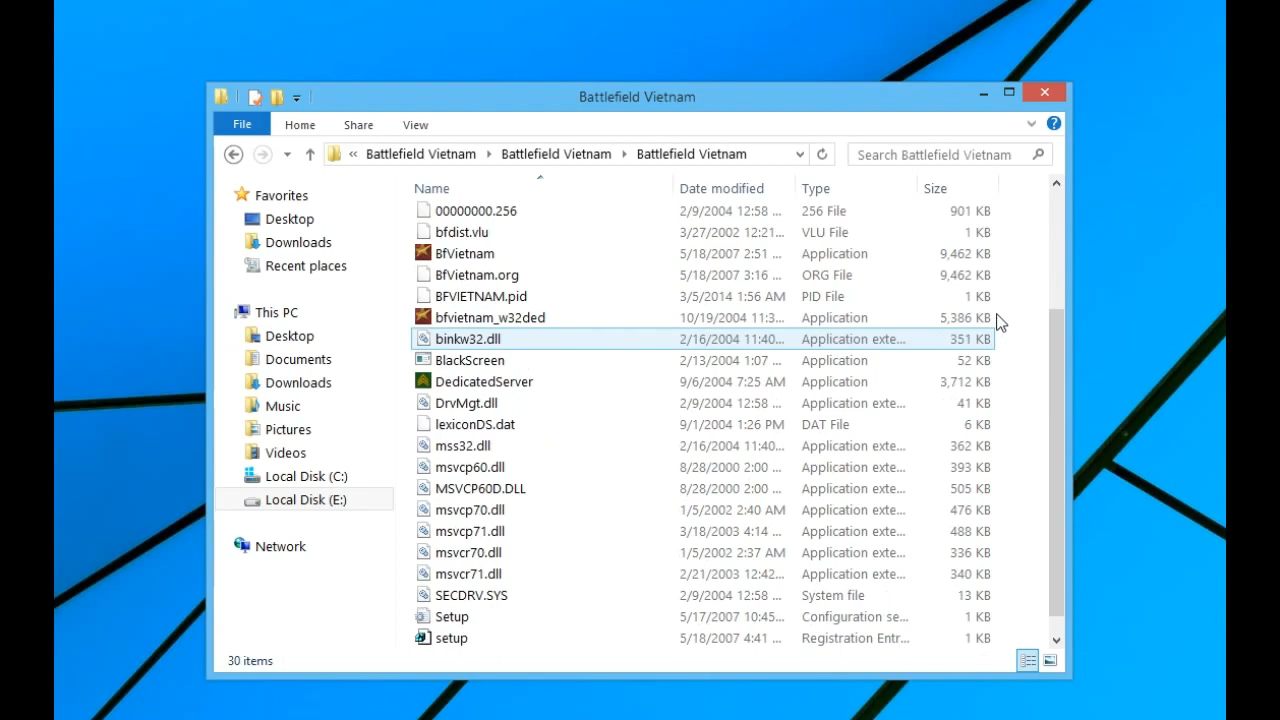 Battlefield Vietnam
File Home Share View
« Battlefield Vietnam Battlefield Vietnam Battlefield Vietnam Search Battlefield Vietnam
Name Date modified Type Size
00000000.256 2/9/2004 12:58 ... 256 File 901 KB
bfdist.vlu 3/27/2002 12:21... VLU File 1 KB
BfVietnam 5/18/2007 2:51 ... Application 9,462 KB
BfVietnam.org 5/18/2007 3:16 ... ORG File 9,462 KB
BFVIETNAM.pid 3/5/2014 1:56 AM PID File 1 KB
bfvietnam_w32ded 10/19/2004 11:3... Application 5,386 KB
binkw32.dll 2/16/2004 11:40... Application exte... 351 KB
BlackScreen 2/13/2004 1:07 ... Application 52 KB
DedicatedServer 9/6/2004 7:25 AM Application 3,712 KB
DrvMgt.dll 2/9/2004 12:58 ... Application exte... 41 KB
lexiconDS.dat 9/1/2004 1:26 PM DAT File 6 KB
mss32.dll 2/16/2004 11:40... Application exte... 362 KB
msvcp60.dll 8/28/2000 2:00 ... Application exte... 393 KB
MSVCP60D.DLL 8/28/2000 2:00 ... Application exte... 505 KB
msvcp70.dll 1/5/2002 2:40 AM Application exte... 476 KB
msvcp71.dll 3/18/2003 4:14 ... Application exte... 488 KB
msvcr70.dll 1/5/2002 2:37 AM Application exte... 336 KB
msvcr71.dll 2/21/2003 12:42... Application exte... 340 KB
SECDRV.SYS 2/9/2004 12:58 ... System file 13 KB
Setup 5/17/2007 10:45... Configuration se... 1 KB
setup 5/18/2007 4:41 ... Registration Entr... 1 KB
Favorites
Desktop
Downloads
Recent places
This PC
Desktop
Documents
Downloads
Music
Pictures
Videos
Local Disk (C:)
Local Disk (E:)
Network
30 items